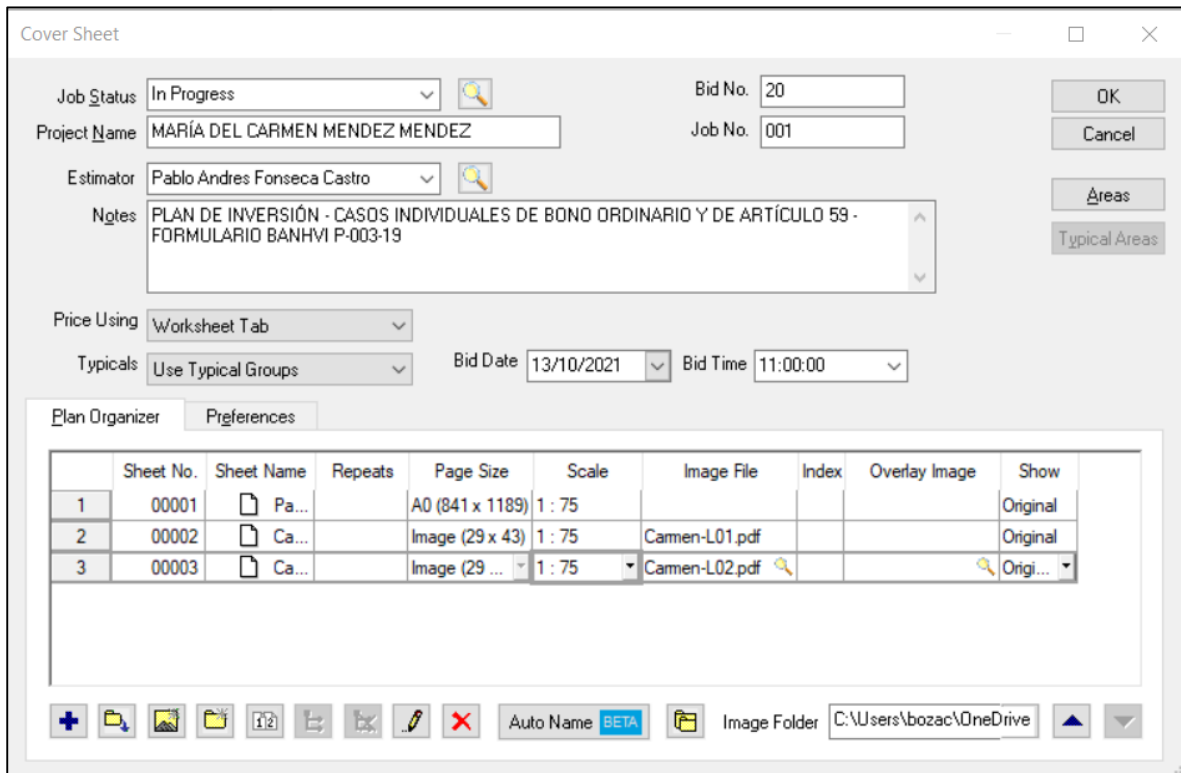 Cover Sheet
Job Status In Progress Bid No. 20 OK
Project Name MARÍA DEL CARMEN MENDEZ MENDEZ Job No. 001 Cancel
Estimator Pablo Andres Fonseca Castro Areas
Notes PLAN DE INVERSIÓN - CASOS INDIVIDUALES DE BONO ORDINARIO Y DE ARTÍCULO 59 -
FORMULARIO BANHVI P-003-19
Typical Areas
Price Using Worksheet Tab
Typicals Use Typical Groups Bid Date 13/10/2021 Bid Time 11:00:00
Plan Organizer Preferences
Sheet No. Sheet Name Repeats Page Size Scale Image File Index Overlay Image Show
1 00001 Pa... A0 (841 x 1189) 1 : 75 Original
2 00002 Ca... Image (29 x 43) 1 : 75 Carmen-L01.pdf Original
3 00003 Ca... Image (29 ... 1 : 75 Carmen-L02.pdf Origi...
12 Auto Name BETA Image Folder C:\Users\bozac\OneDrive